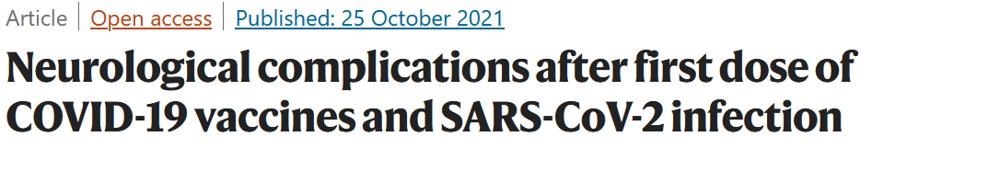 Article | Open access | Published: 25 October 2021
Neurological complications after first dose of
COVID-19 vaccines and SARS-CoV-2 infection